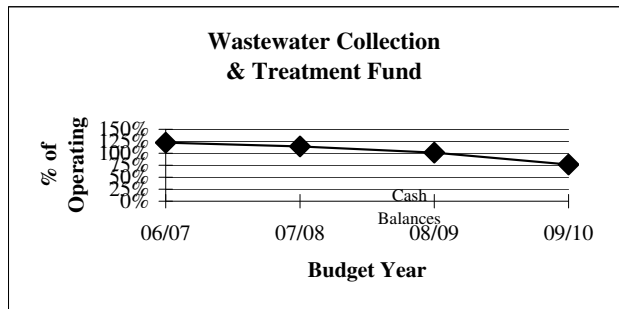 Wastewater Collection
& Treatment Fund
% of
Operating
150%
125%
100%
75%
50%
25%
0%
Cash
Balances
06/07
07/08
08/09
09/10
Budget Year